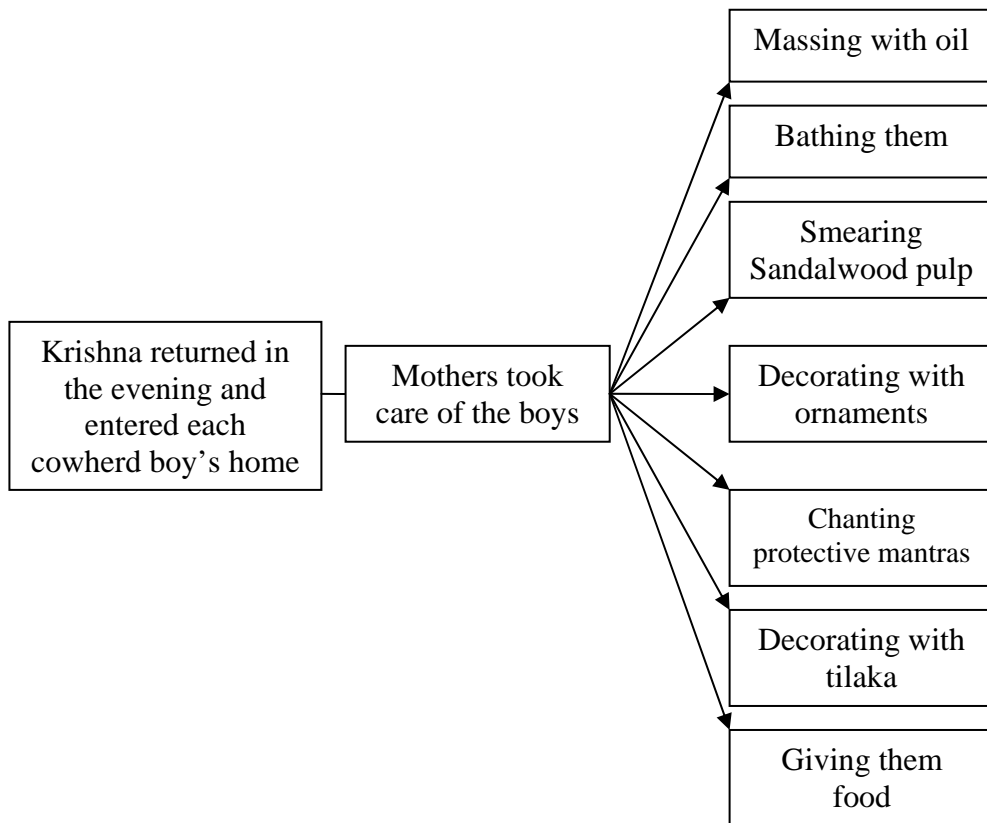 Krishna returned in
the evening and
entered each
cowherd boy’s home
Mothers took
care of the boys
Massing with oil
Bathing them
Smearing
Sandalwood pulp
Decorating with
ornaments
Chanting
protective mantras
Decorating with
tilaka
Giving them
food